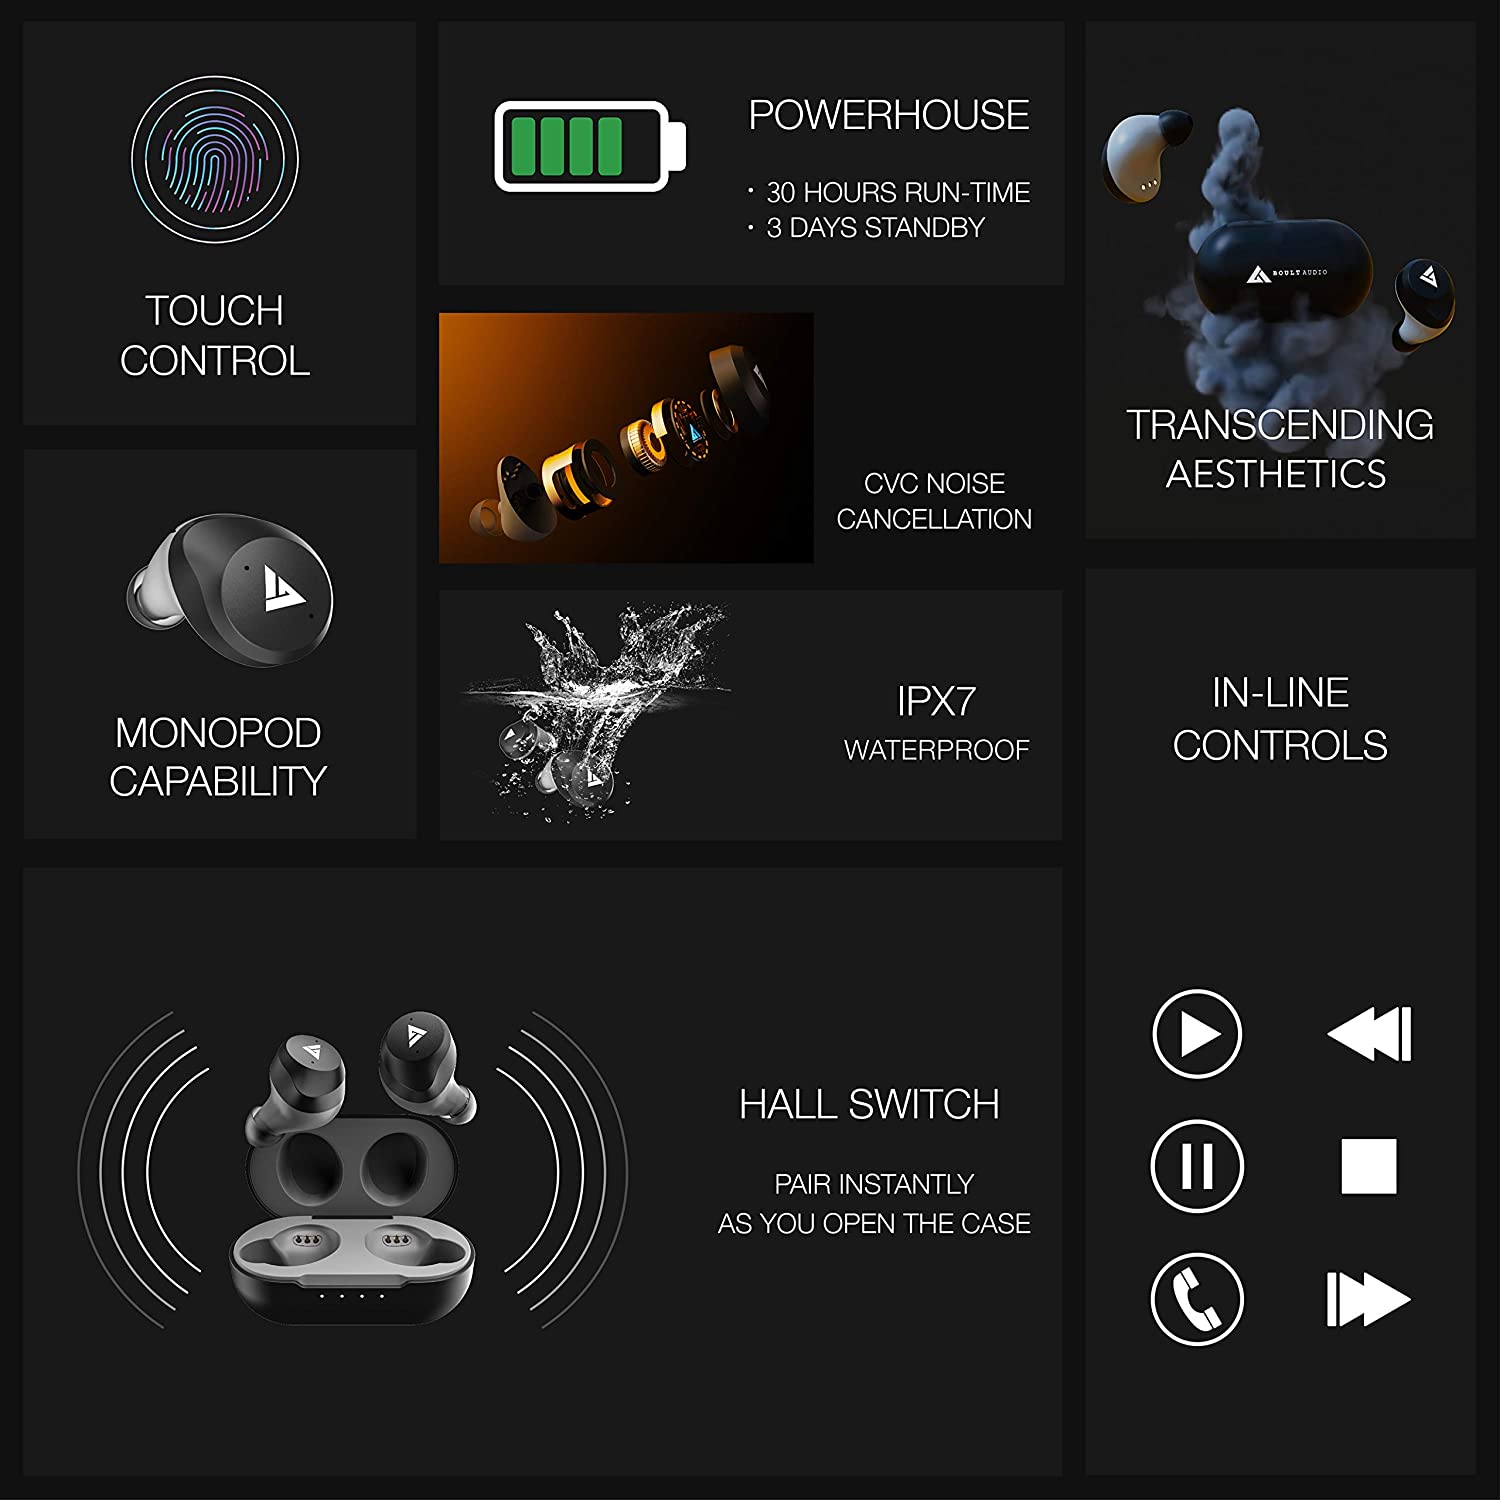 TOUCH
CONTROL
POWERHOUSE
• 30 HOURS RUN-TIME
• 3 DAYS STANDBY
BOULT AUDIO
TRANSCENDING
AESTHETICS
CVC NOISE
CANCELLATION
MONOPOD
CAPABILITY
IPX7
WATERPROOF
IN-LINE
CONTROLS
HALL SWITCH
PAIR INSTANTLY
AS YOU OPEN THE CASE